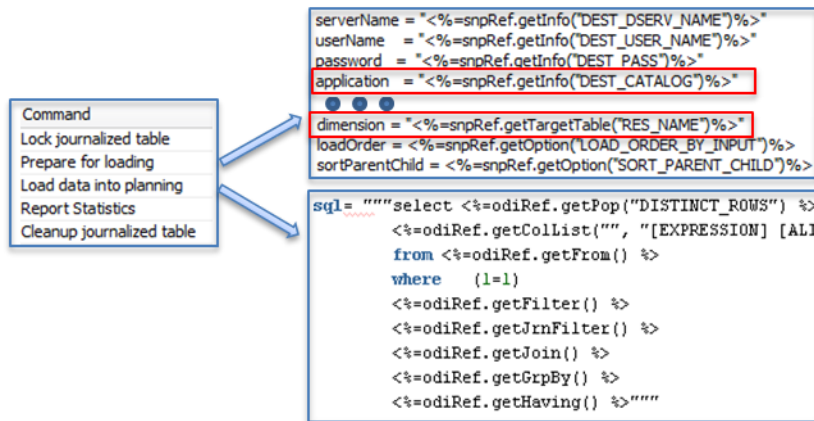 Command
Lock journalized table
Prepare for loading
Load data into planning
Report Statistics
Cleanup journalized table
serverName = "<%=snpRef.getInfo("DEST_DSERV_NAME")%>"
userName = "<%=snpRef.getInfo("DEST_USER_NAME")%>"
password = "<%=snpRef.getInfo("DEST_PASS")%>"
application = "<%=snpRef.getInfo("DEST_CATALOG")%>"
dimension = "<%=snpRef.getTargetTable("RES_NAME")%>"
loadOrder = <%=snpRef.getOption("LOAD_ORDER_BY_INPUT")%>
sortParentChild = <%=snpRef.getOption("SORT_PARENT_CHILD")%>
sql= """select <%=odiRef.getPop("DISTINCT_ROWS") %>
<%=odiRef.getColList("", "[EXPRESSION] [ALI
from <%=odiRef.getFrom() %>
where (1=1)
<%=odiRef.getFilter() %>
<%=odiRef.getJrnFilter() %>
<%=odiRef.getJoin() %>
<%=odiRef.getGrpBy() %>
<%=odiRef.getHaving() %>"""